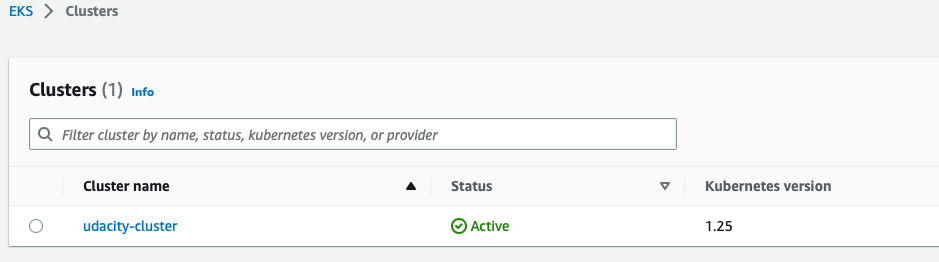 EKS > Clusters
Clusters (1) Info
Filter cluster by name, status, kubernetes version, or provider
Cluster name Status Kubernetes version
udacity-cluster Active 1.25